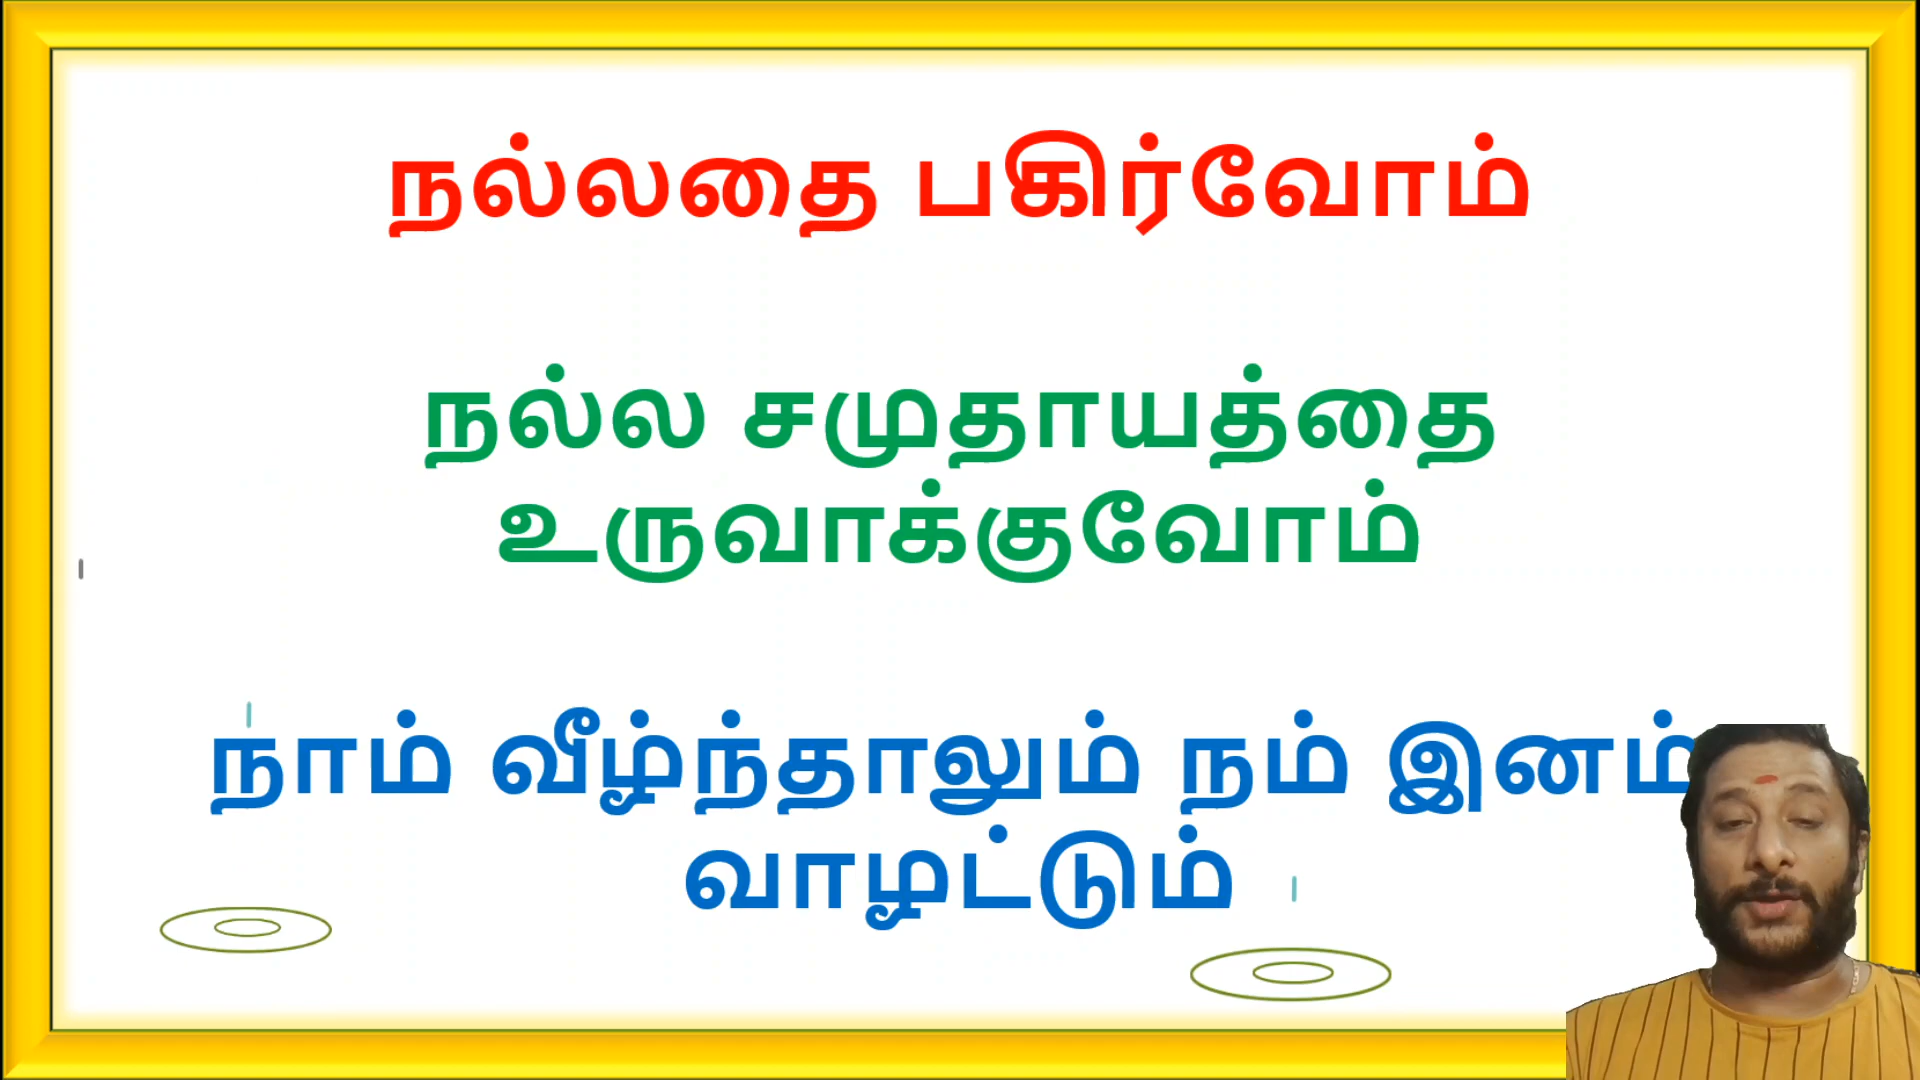 நல்லதை பகிர்வோம்
நல்ல சமுதாயத்தை
உருவாக்குவோம்
நாம் வீழ்ந்தாலும் நம் இனம்
வாழட்டும்